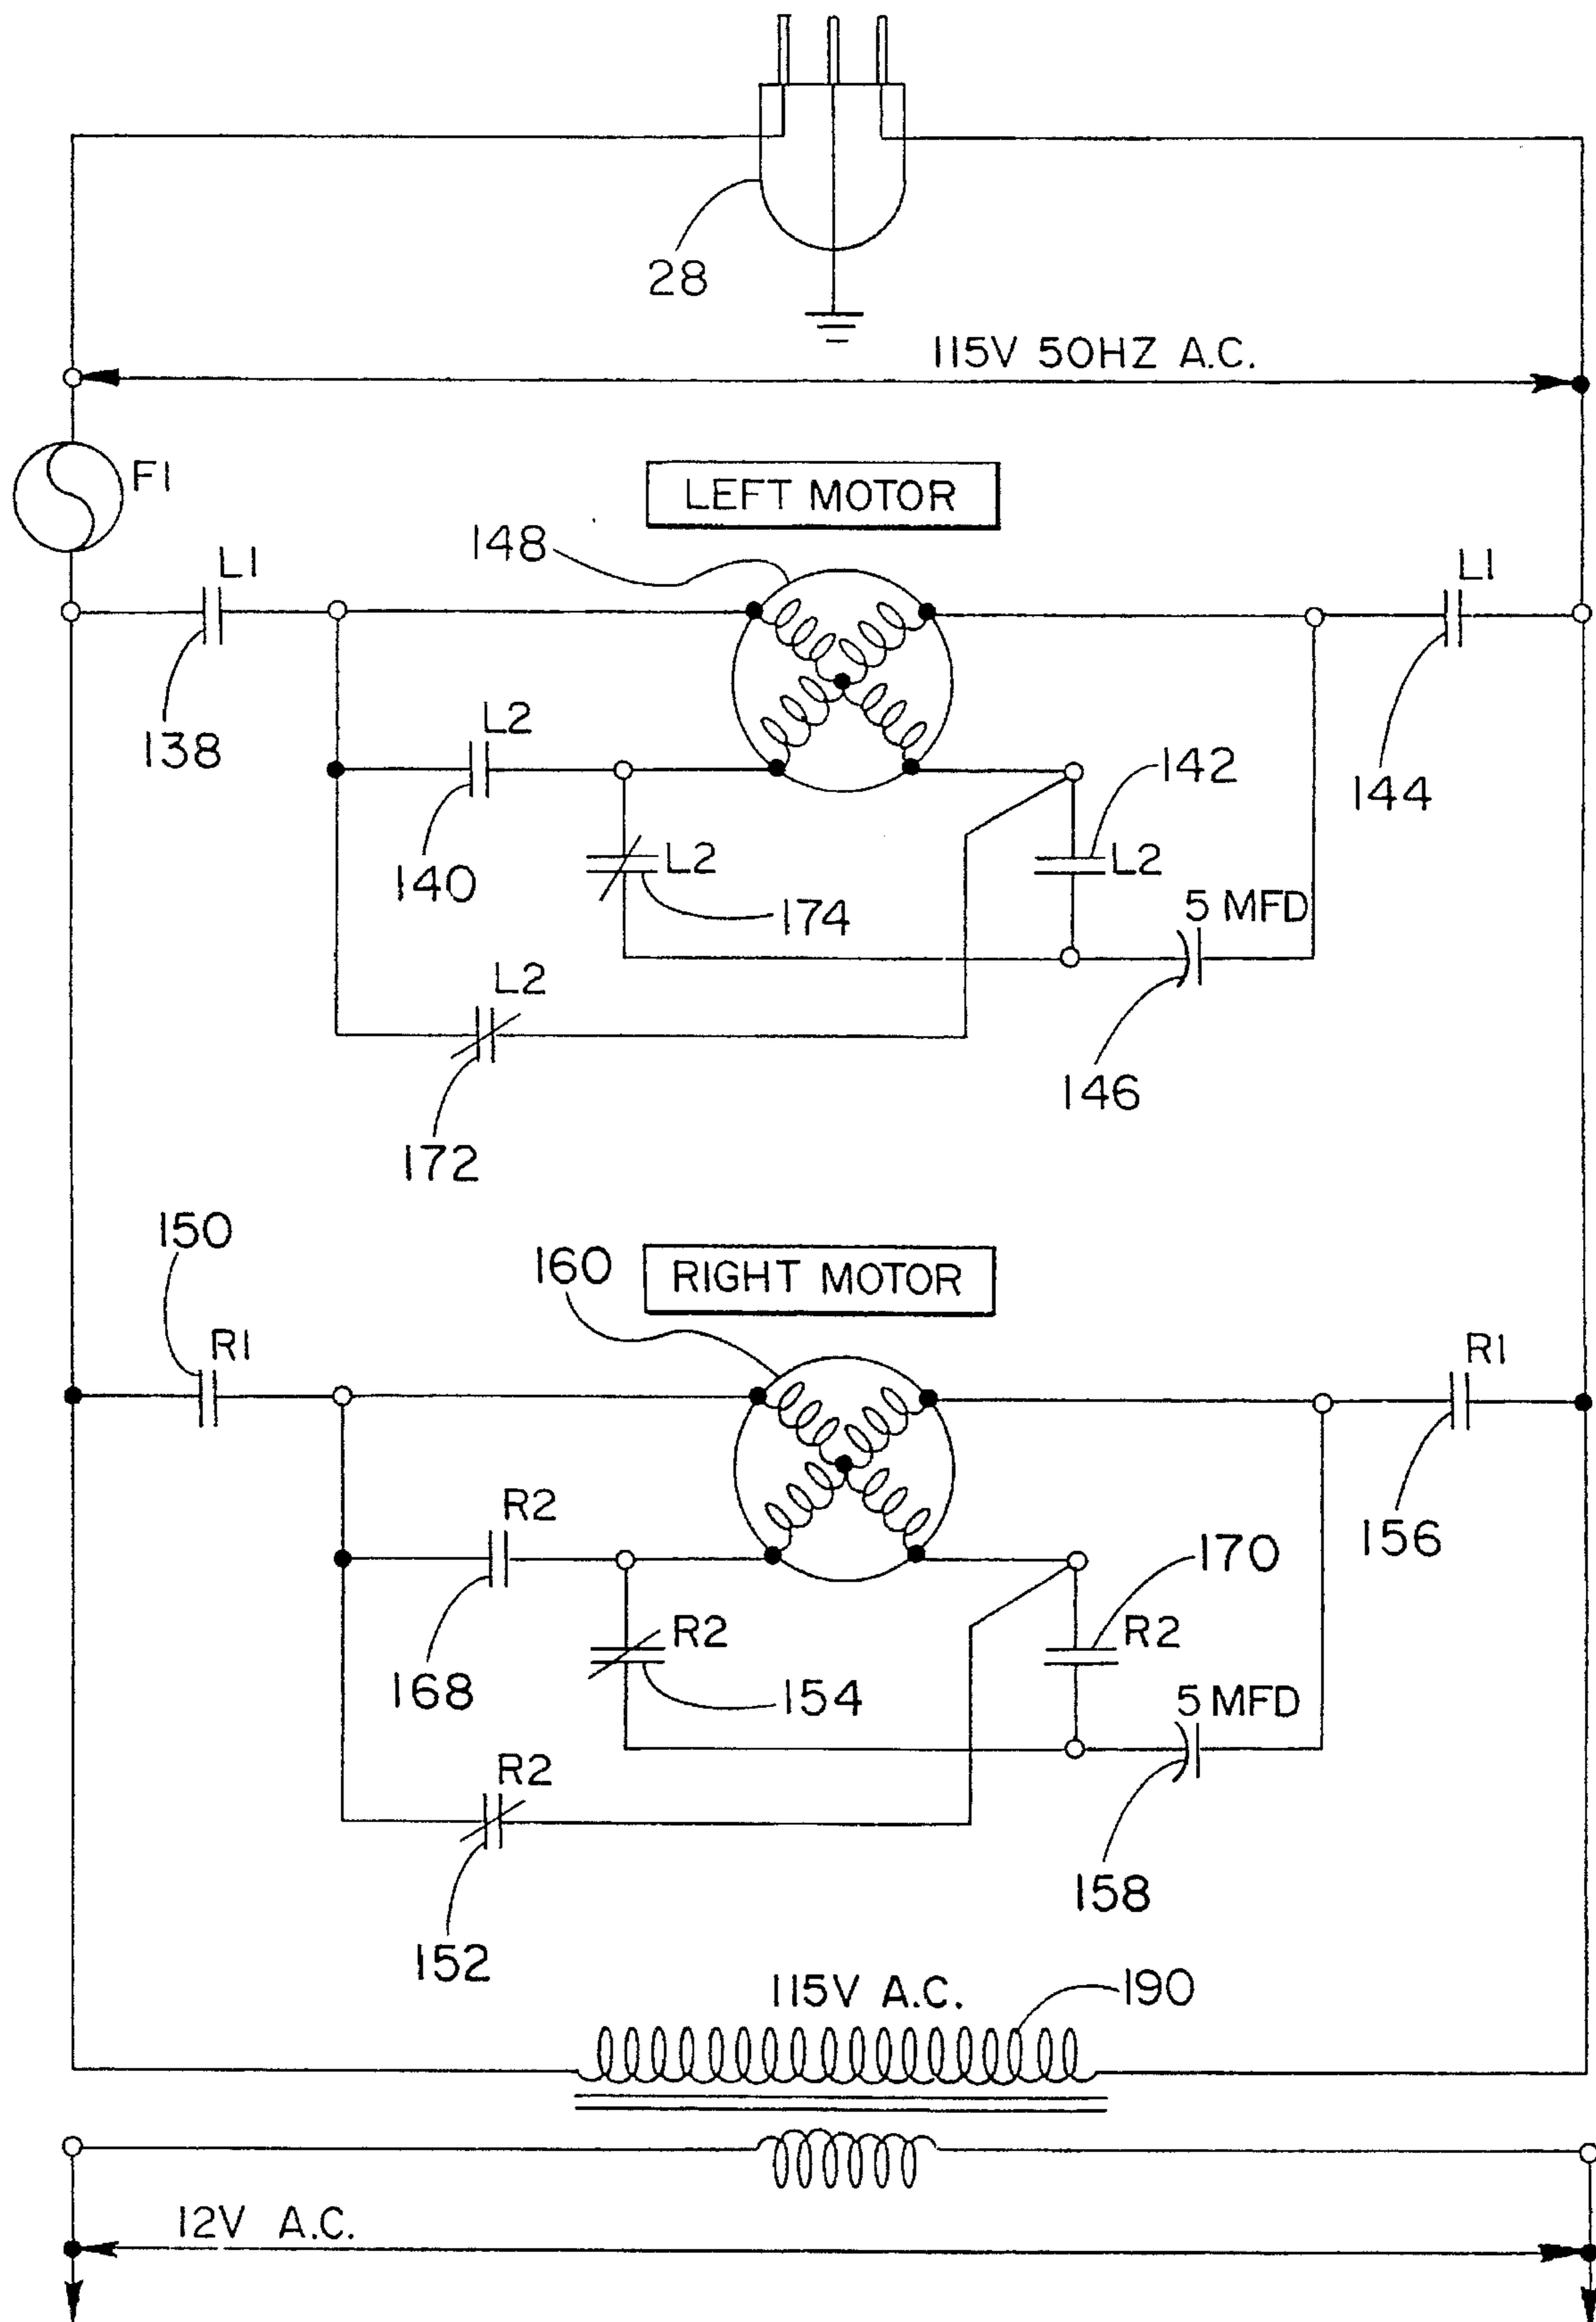 28
115V 50HZ A.C.
F1
LEFT MOTOR
148
L1
L1
138
L2
142
144
140
L2
174
L2
5 MFD
L2
146
172
150
160
RIGHT MOTOR
R1
R1
R2
170
156
168
R2
154
R2
5 MFD
R2
158
152
115V A.C.
190
12V A.C.